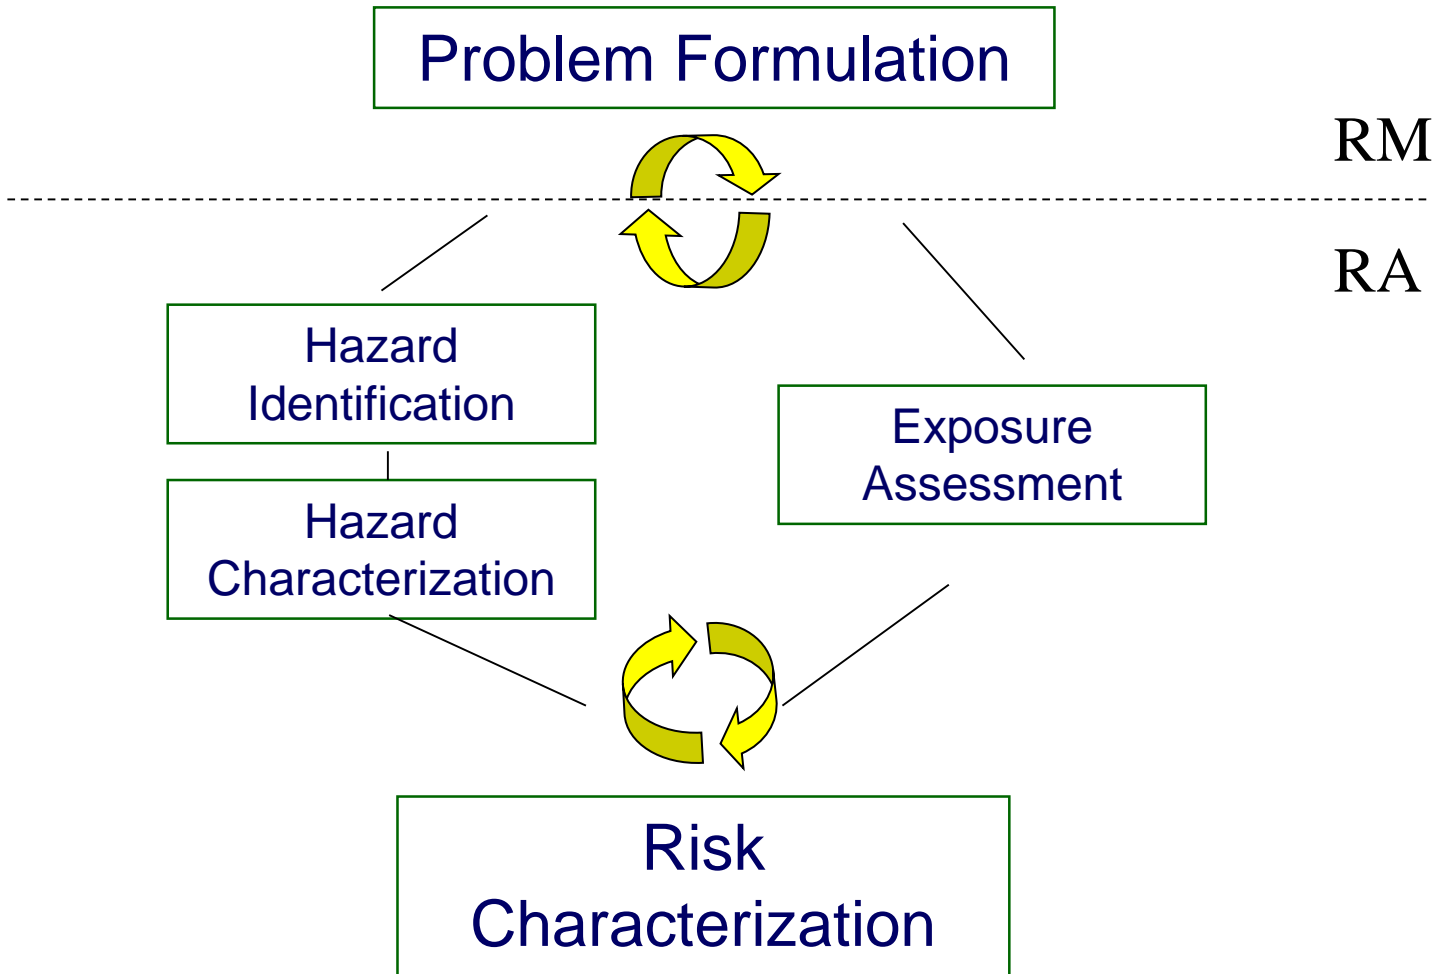 Problem Formulation
RM
RA
Hazard
Identification
Exposure
Assessment
Hazard
Characterization
Risk
Characterization